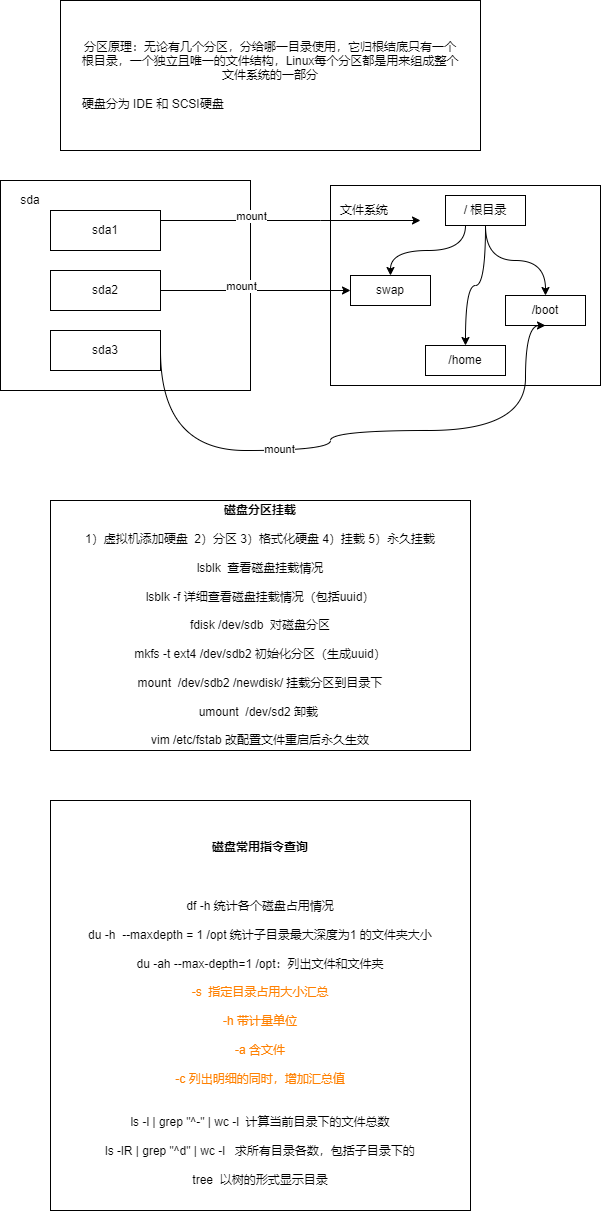 分区原理：无论有几个分区，分给哪一目录使用，它归根结底只有一个
根目录，一个独立且唯一的文件结构，Linux每个分区都是用来组成整个
文件系统的一部分
硬盘分为 IDE 和 SCSI硬盘
sda
sda1
mount
文件系统
/ 根目录
sda2
mount
swap
/boot
sda3
/home
mount
磁盘分区挂载
1）虚拟机添加硬盘 2）分区 3）格式化硬盘 4）挂载 5）永久挂载
lsblk 查看磁盘挂载情况
lsblk -f 详细查看磁盘挂载情况（包括uuid）
fdisk /dev/sdb 对磁盘分区
mkfs -t ext4 /dev/sdb2 初始化分区（生成uuid）
mount /dev/sdb2 /newdisk/ 挂载分区到目录下
umount /dev/sd2 卸载
vim /etc/fstab 改配置文件重启后永久生效
磁盘常用指令查询
df -h 统计各个磁盘占用情况
du -h --maxdepth = 1 /opt 统计子目录最大深度为1 的文件夹大小
du -ah --max-depth=1 /opt：列出文件和文件夹
-s 指定目录占用大小汇总
-h 带计量单位
-a 含文件
-c 列出明细的同时，增加汇总值
ls -l | grep "^-" | wc -l 计算当前目录下的文件总数
ls -lR | grep "^d" | wc -l 求所有目录各数，包括子目录下的
tree 以树的形式显示目录